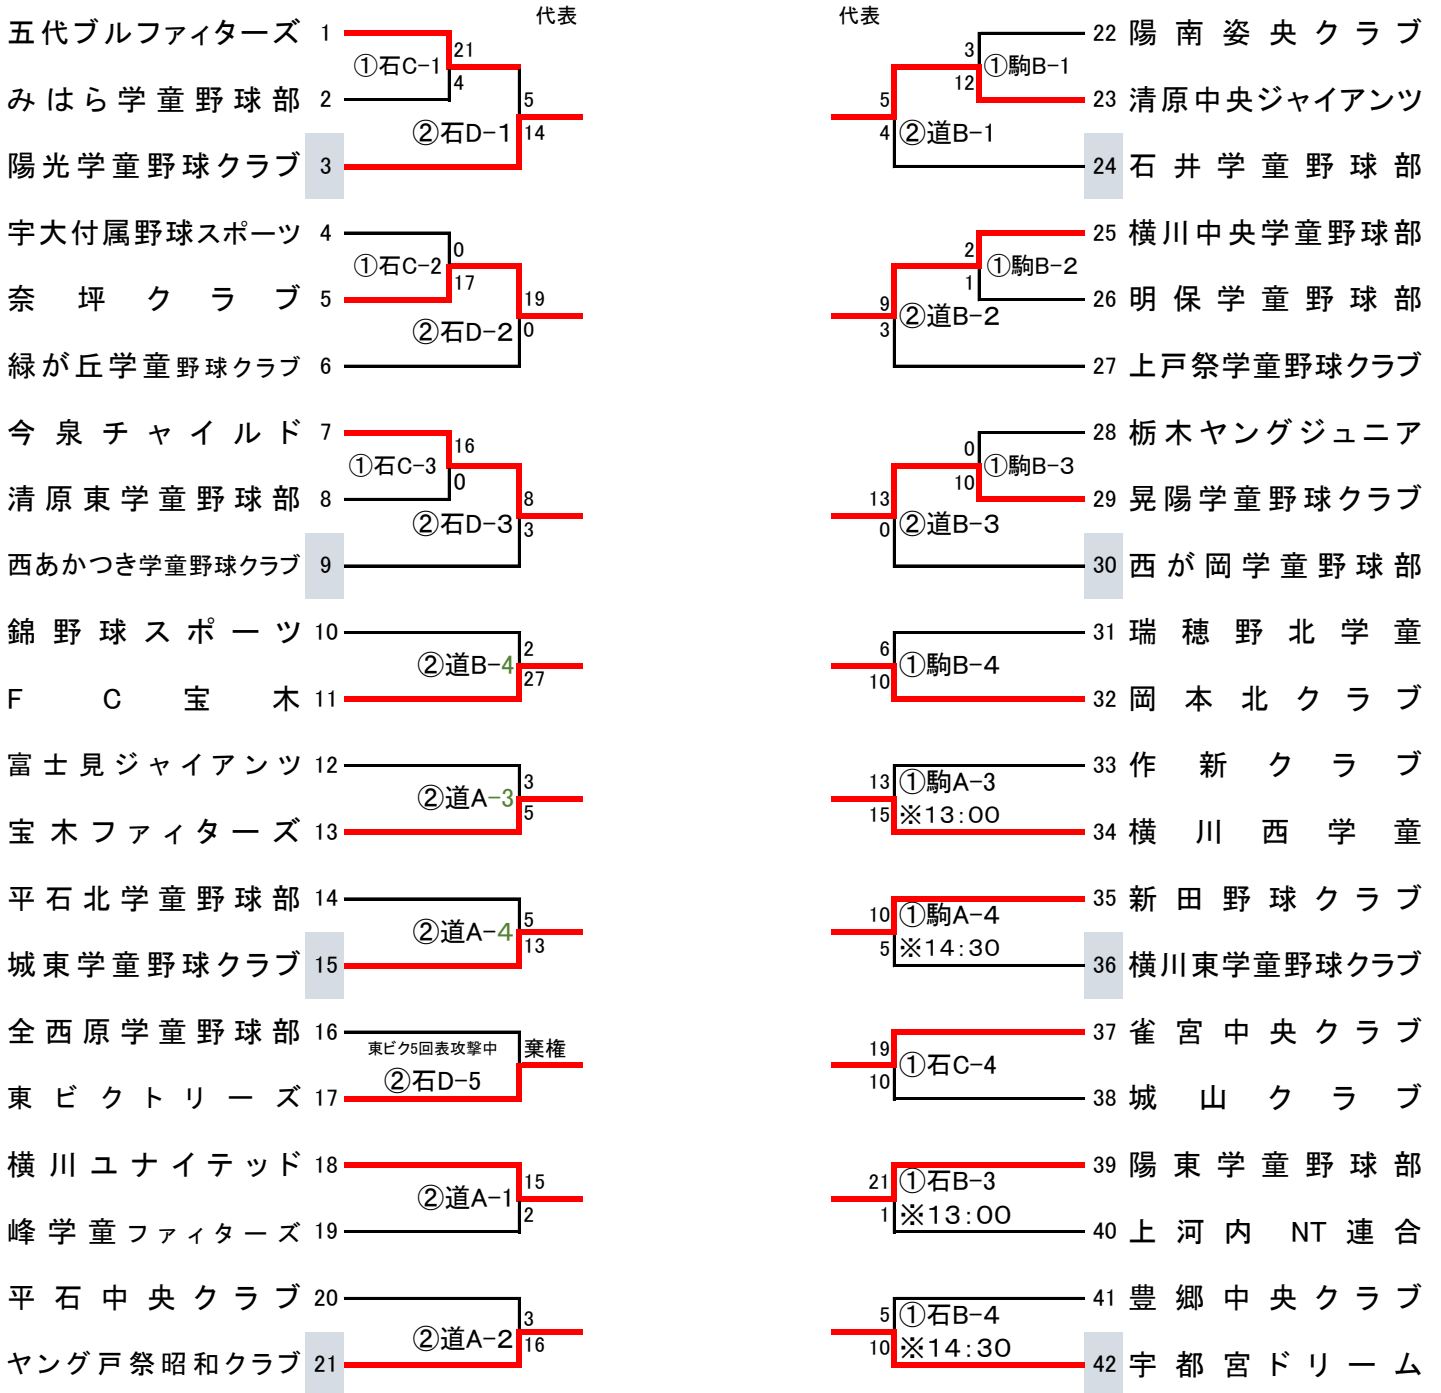 代表
五代ブルファィターズ 1
21
①石C-1
4
みはら学童野球部 2
5
②石D-1 14
陽光学童野球クラブ 3
宇大付属野球スポーツ 4
0
①石C-2
17
奈坪クラブ 5
19
②石D-2 0
緑が丘学童野球クラブ 6
今泉チャイルド 7
16
①石C-3
0
清原東学童野球部 8
8
②石D-3 3
西あかつき学童野球クラブ 9
錦野球スポーツ 10
2
②道B-4
27
FC宝木 11
富士見ジャイアンツ 12
3
②道A-3
5
宝木ファィターズ 13
平石北学童野球部 14
5
②道A-4
13
城東学童野球クラブ 15
全西原学童野球部 16
東ビク5回表攻撃中 棄権
②石D-5
東ビクトリーズ 17
横川ユナイテッド 18
15
②道A-1
2
峰学童ファィターズ 19
平石中央クラブ 20
3
②道A-2
16
ヤング戸祭昭和クラブ 21
代表
22 陽南姿央クラブ
3
①駒B-1
12
23 清原中央ジャイアンツ
5
4 ②道B-1
24 石井学童野球部
25 横川中央学童野球部
2
①駒B-2
1
26 明保学童野球部
9
②道B-2
3
27 上戸祭学童野球クラブ
28 栃木ヤングジュニア
0
①駒B-3
10
29 晃陽学童野球クラブ
13
②道B-3
0
30 西が岡学童野球部
31 瑞穂野北学童
6
①駒B-4
10
32 岡本北クラブ
33 作新クラブ
13 ①駒A-3
15 ※13:00
34 横川西学童
35 新田野球クラブ
10 ①駒A-4
5 ※14:30
36 横川東学童野球クラブ
37 雀宮中央クラブ
19
①石C-4
10
38 城山クラブ
39 陽東学童野球部
21 ①石B-3
1 ※13:00
40 上河内 NT連合
41 豊郷中央クラブ
5 ①石B-4
10 ※14:30
42 宇都宮ドリーム